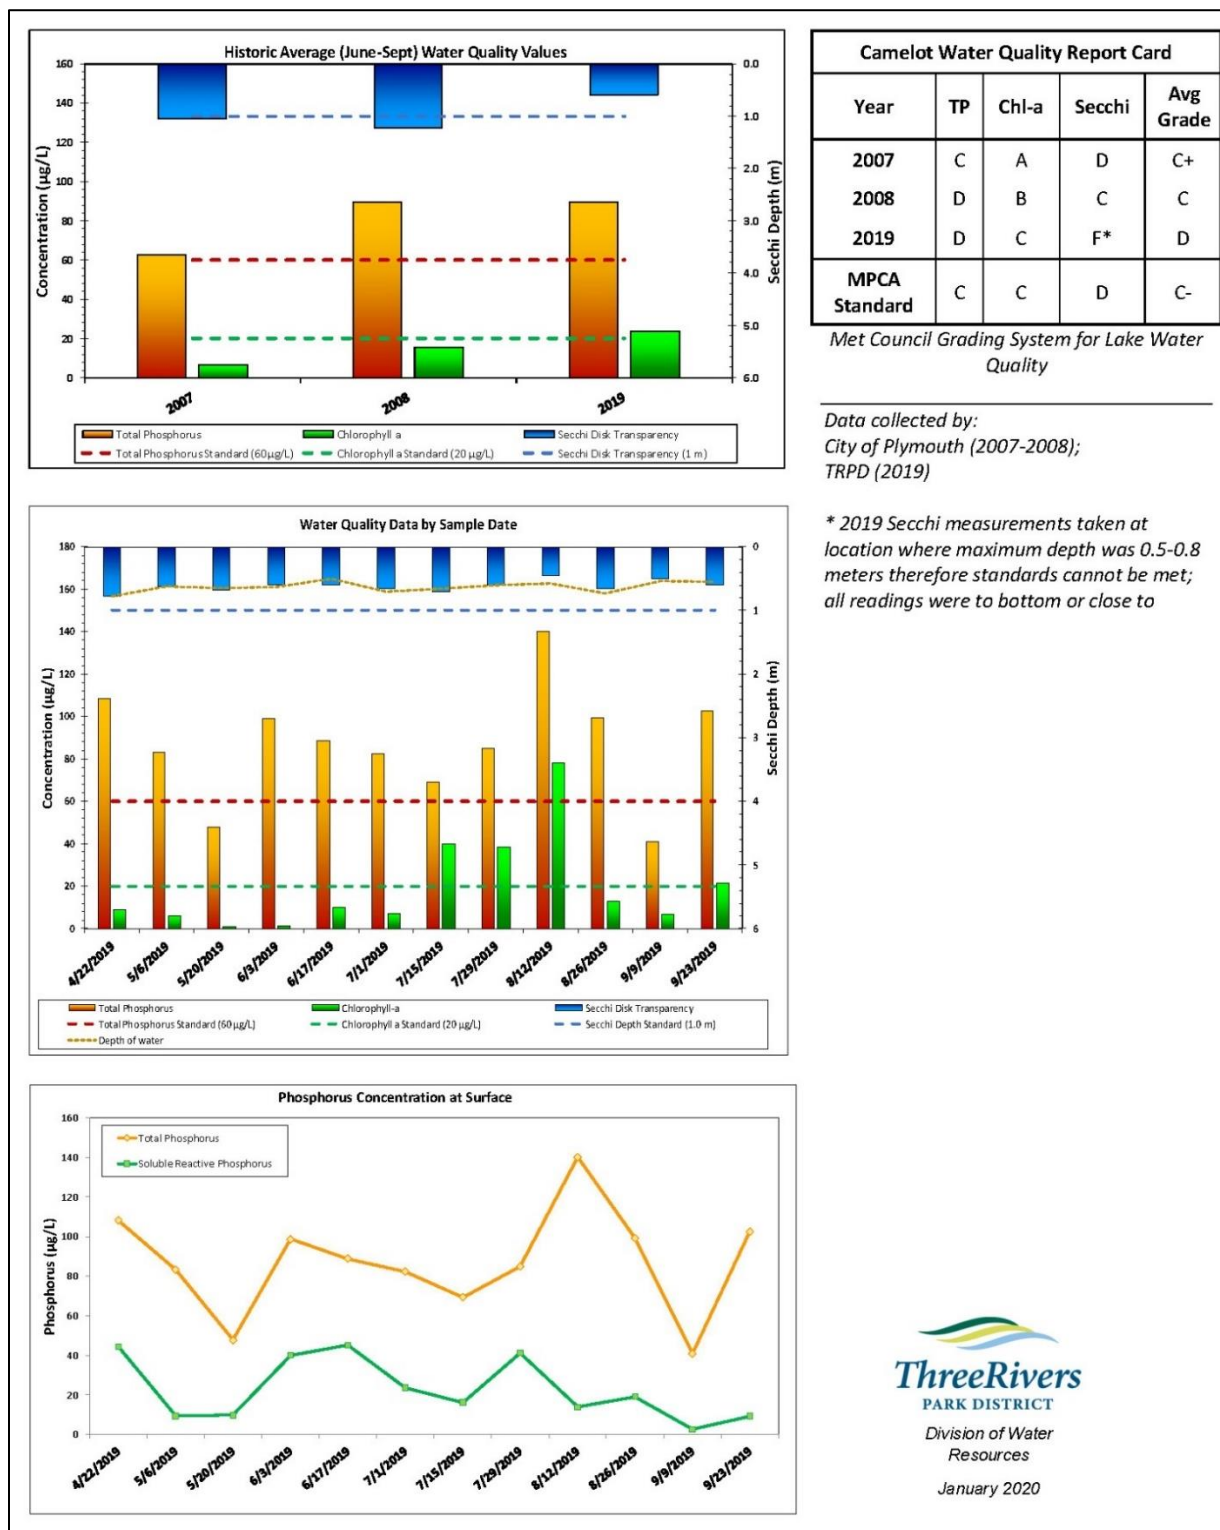 Historic Average (June-Sept) Water Quality Values
Concentration (µg/L)
160
140
120
100
80
60
40
20
0
Secchi Depth (m)
0.0
1.0
2.0
3.0
4.0
5.0
6.0
2007
2008
2019
Total Phosphorus
Chlorophyll a
Secchi Disk Transparency
Total Phosphorus Standard (60µg/L)
Chlorophyll a Standard (20 µg/L)
Secchi Disk Transparency (1 m)
Camelot Water Quality Report Card
Year TP Chl-a Secchi Avg Grade
2007 C A D C+
2008 D B C C
2019 D C F* D
MPCA Standard C C D C-
Met Council Grading System for Lake Water
Quality
Data collected by:
City of Plymouth (2007-2008);
TRPD (2019)
* 2019 Secchi measurements taken at
location where maximum depth was 0.5-0.8
meters therefore standards cannot be met;
all readings were to bottom or close to
Water Quality Data by Sample Date
Concentration (µg/L)
180
160
140
120
100
80
60
40
20
0
Secchi Depth (m)
0
1
2
3
4
5
6
4/22/2019
5/6/2019
5/20/2019
6/3/2019
6/17/2019
7/1/2019
7/15/2019
7/29/2019
8/12/2019
8/26/2019
9/9/2019
9/23/2019
Total Phosphorus
Chlorophyll-a
Secchi Disk Transparency
Total Phosphorus Standard (60 µg/L)
Chlorophyll a Standard (20 µg/L)
Secchi Depth Standard (1.0 m)
Depth of water
Phosphorus Concentration at Surface
Phosphorus (µg/L)
160
140
120
100
80
60
40
20
0
Total Phosphorus
Soluble Reactive Phosphorus
4/22/2019
5/6/2019
5/20/2019
6/3/2019
6/17/2019
7/1/2019
7/15/2019
7/29/2019
8/12/2019
8/26/2019
9/9/2019
9/23/2019
ThreeRivers
PARK DISTRICT
Division of Water
Resources
January 2020